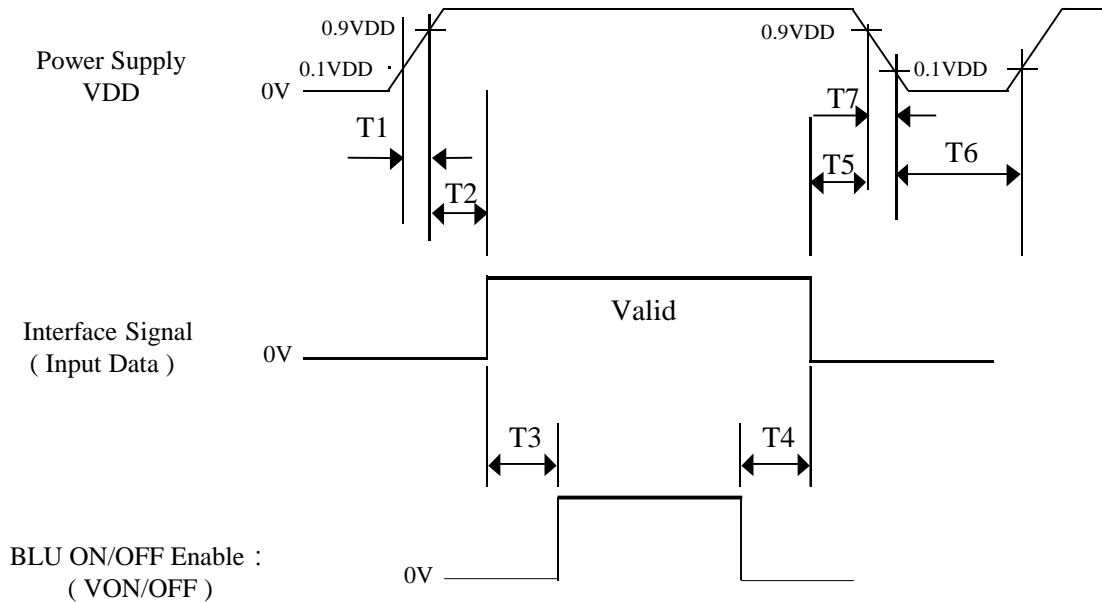 0.9VDD
0.9VDD
Power Supply
VDD
0.1VDD
0.1VDD
0V
T1
T7
T2
T5
T6
Valid
Interface Signal
( Input Data )
0V
T3
T4
BLU ON/OFF Enable :
( VON/OFF )
0V